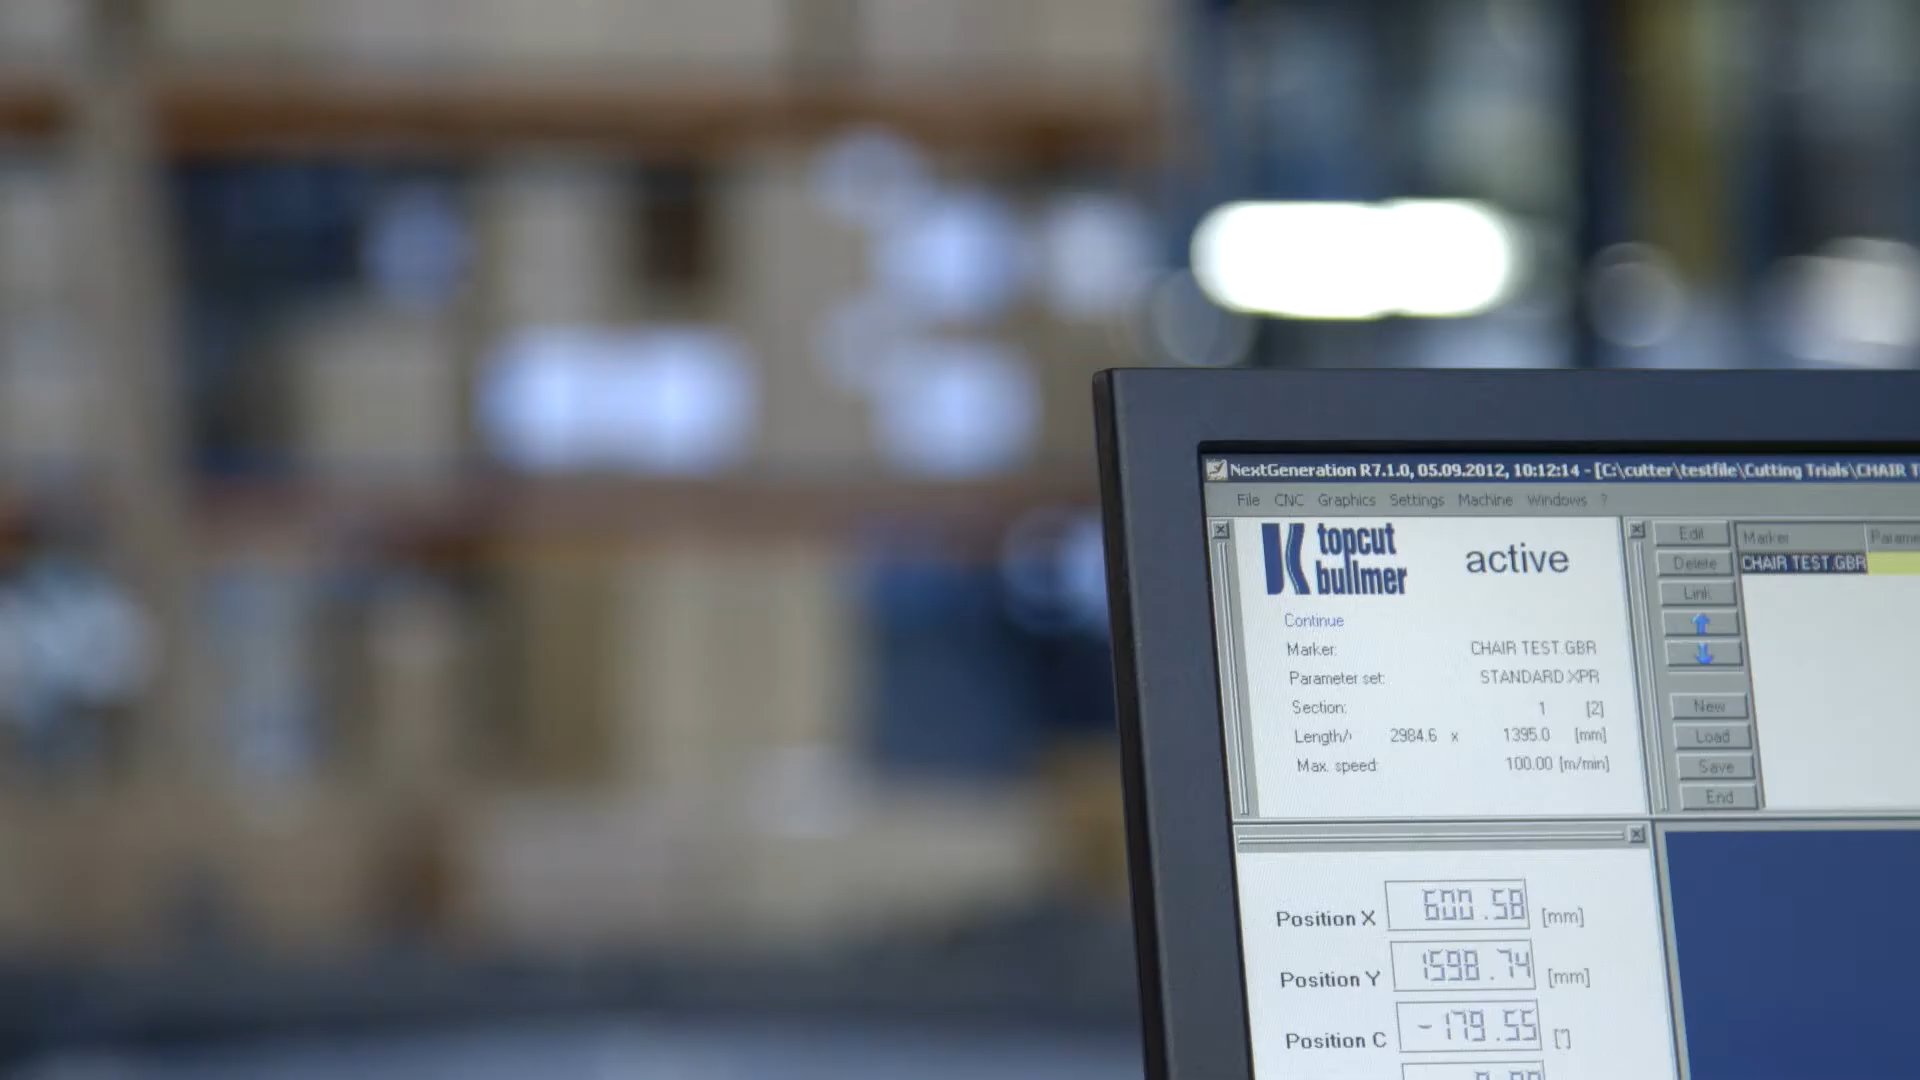 NextGeneration R7.1.0, 05.09.2012, 10:12:14 - [C:\cutter\testfile\Cutting Trials\CHAIR T
File CNC Graphics Settings Machine Windows ?
topcut
bullmer
active
Continue
Marker: CHAIR TEST.GBR
Parameter set: STANDARD.XPR
Section: 1 [2]
Length/ 2984.6 x 1395.0 [mm]
Max. speed: 100.00 [m/min]
Edit
Delete
Link
New
Load
Save
End
Marker Parame
CHAIR TEST.GBR
Position X 600.58 [mm]
Position Y 1598.74 [mm]
Position C -179.55 [°]